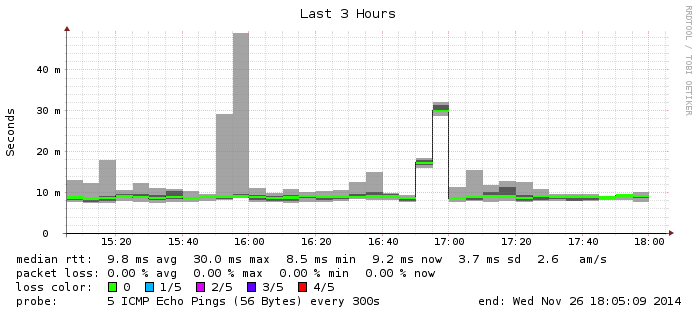 Last 3 Hours
RRDTOOL / TOBI OETIKER
Seconds
40 m
30 m
20 m
10 m
0
15:20 15:40 16:00 16:20 16:40 17:00 17:20 17:40 18:00
median rtt: 9.8 ms avg 30.0 ms max 8.5 ms min 9.2 ms now 3.7 ms sd 2.6 am/s
packet loss: 0.00 % avg 0.00 % max 0.00 % min 0.00 % now
loss color: 0 1/5 2/5 3/5 4/5
probe: 5 ICMP Echo Pings (56 Bytes) every 300s end: Wed Nov 26 18:05:09 2014